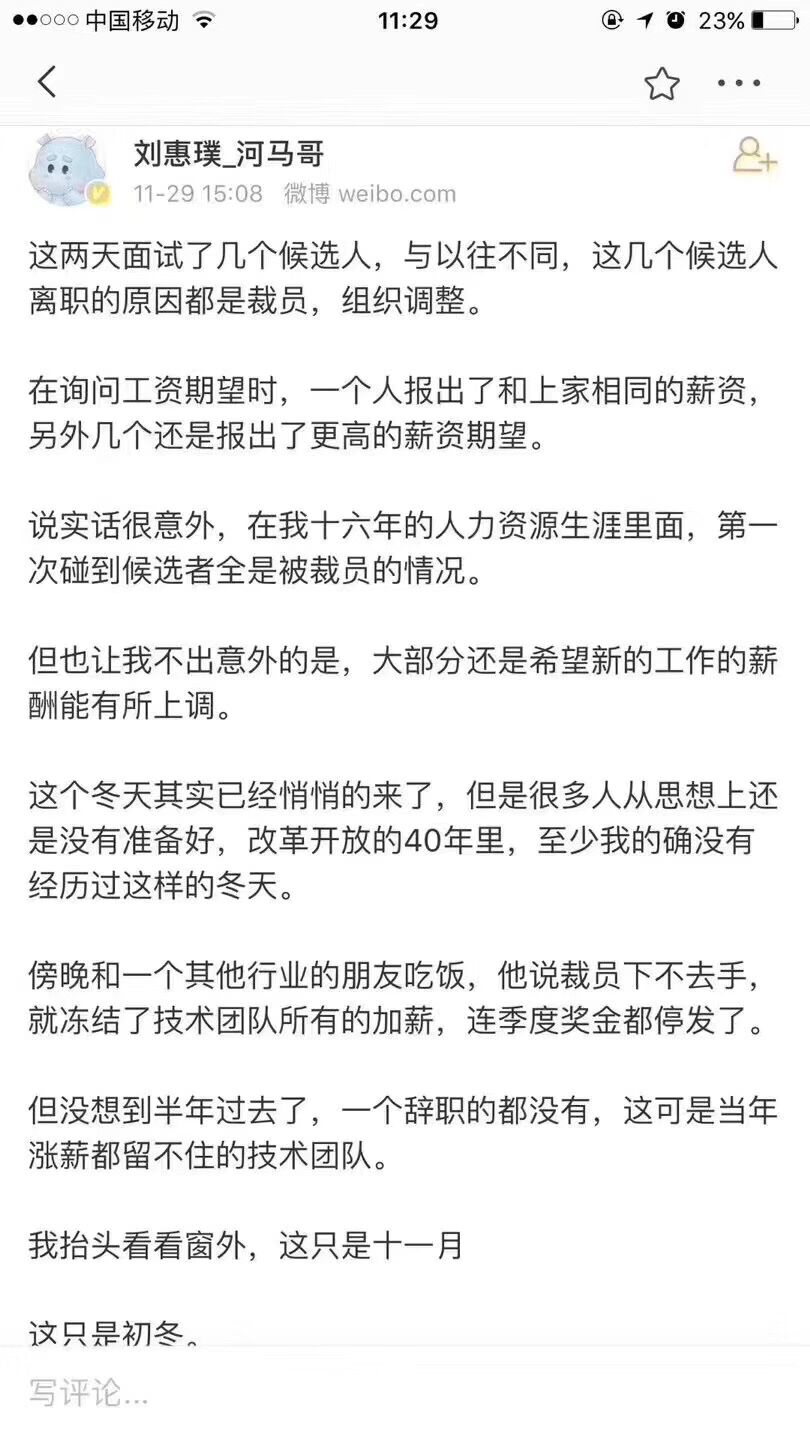 中国移动
11:29
23%
刘惠璞_河马哥
11-29 15:08 微博 weibo.com
这两天面试了几个候选人，与以往不同，这几个候选人
离职的原因都是裁员，组织调整。
在询问工资期望时，一个人报出了和上家相同的薪资，
另外几个还是报出了更高的薪资期望。
说实话很意外，在我十六年的人力资源生涯里面，第一
次碰到候选者全是被裁员的情况。
但也让我不出意外的是，大部分还是希望新的工作的薪
酬能有所上调。
这个冬天其实已经悄悄的来了，但是很多人从思想上还
是没有准备好，改革开放的40年里，至少我的确没有
经历过这样的冬天。
傍晚和一个其他行业的朋友吃饭，他说裁员下不去手，
就冻结了技术团队所有的加薪，连季度奖金都停发了。
但没想到半年过去了，一个辞职的都没有，这可是当年
涨薪都留不住的技术团队。
我抬头看看窗外，这只是十一月
这只是初冬。
写评论...